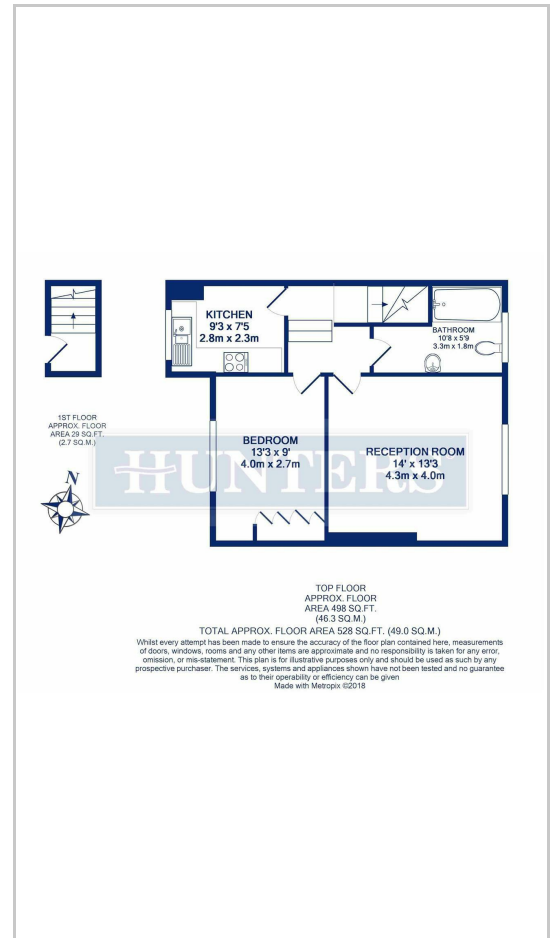 KITCHEN
9'3 x 7'5
2.8m x 2.3m
BATHROOM
10'8 x 5'9
3.3m x 1.8m
1ST FLOOR
APPROX. FLOOR
AREA 29 SQ.FT.
(2.7 SQ.M.)
BEDROOM
13'3 x 9'
4.0m x 2.7m
RECEPTION ROOM
14' x 13'3
4.3m x 4.0m
HUNTERS
N
TOP FLOOR
APPROX. FLOOR
AREA 498 SQ.FT.
(46.3 SQ.M.)
TOTAL APPROX. FLOOR AREA 528 SQ.FT. (49.0 SQ.M.)
Whilst every attempt has been made to ensure the accuracy of the floor plan contained here, measurements
of doors, windows, rooms and any other items are approximate and no responsibility is taken for any error,
omission, or mis-statement. This plan is for illustrative purposes only and should be used as such by any
prospective purchaser. The services, systems and appliances shown have not been tested and no guarantee
as to their operability or efficiency can be given
Made with Metropix ©2018